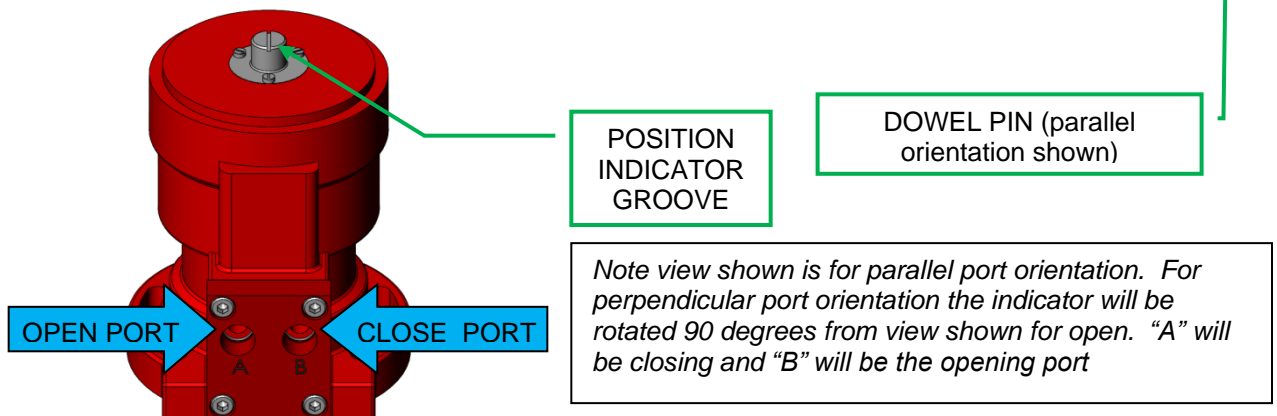 POSITION
INDICATOR
GROOVE
DOWEL PIN (parallel
orientation shown)
Note view shown is for parallel port orientation. For
perpendicular port orientation the indicator will be
rotated 90 degrees from view shown for open. “A” will
be closing and “B” will be the opening port
OPEN PORT
CLOSE PORT
A
B